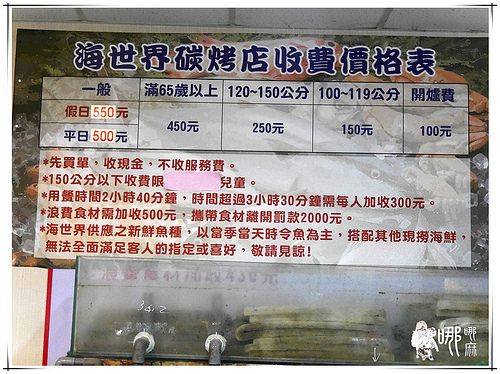 海世界碳烤店收費價格表
一般 滿65歲以上 120~150公分 100~119公分 開爐費
假日550元
平日500元 450元 250元 150元 100元
*先買單，收現金，不收服務費。
*150公分以下收費限 兒童。
*用餐時間2小時40分鐘，時間超過3小時30分鐘需每人加收300元。
*浪費食材需加收500元，攜帶食材離開罰款2000元。
*海世界供應之新鮮魚種，以當季當天時令魚為主，搭配其他現撈海鮮，
無法全面滿足客人的指定或喜好，敬請見諒!
哪哪麻